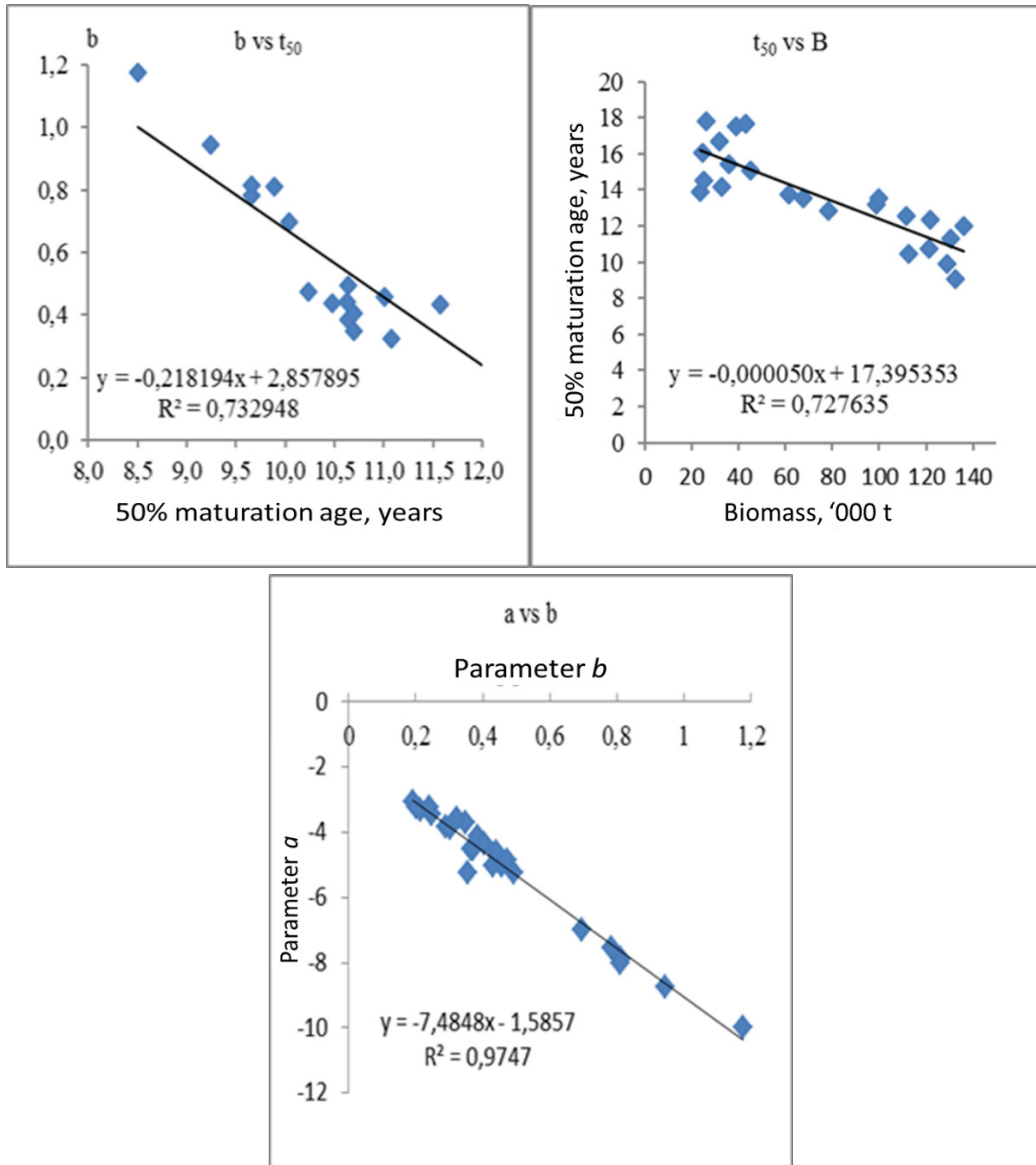 b
b vs t₅₀
1,2
1,0
0,8
0,6
0,4
0,2
0,0
y = -0,218194x + 2,857895
R² = 0,732948
8,0 8,5 9,0 9,5 10,0 10,5 11,0 11,5 12,0
50% maturation age, years
t₅₀ vs B
50% maturation age, years
20
18
16
14
12
10
8
6
4
2
0
y = -0,000050x + 17,395353
R² = 0,727635
0 20 40 60 80 100 120 140
Biomass, ‘000 t
a vs b
Parameter b
0
0 0,2 0,4 0,6 0,8 1 1,2
-2
-4
-6
-8
-10
-12
Parameter a
y = -7,4848x - 1,5857
R² = 0,9747